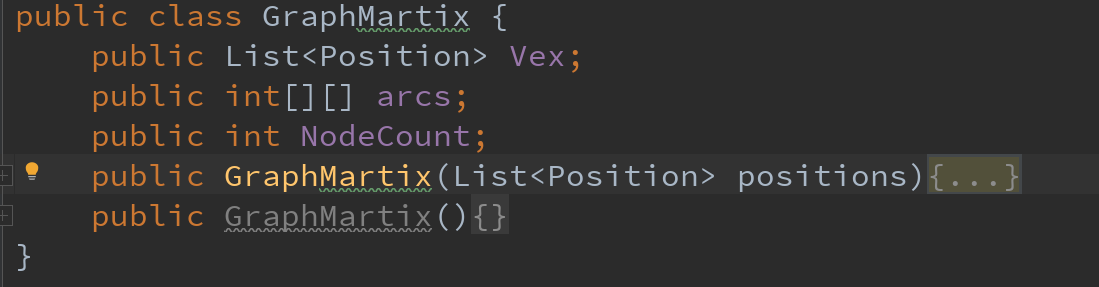 public class GraphMartix {
public List<Position> Vex;
public int[][] arcs;
public int NodeCount;
public GraphMartix(List<Position> positions){...}
public GraphMartix(){}
}